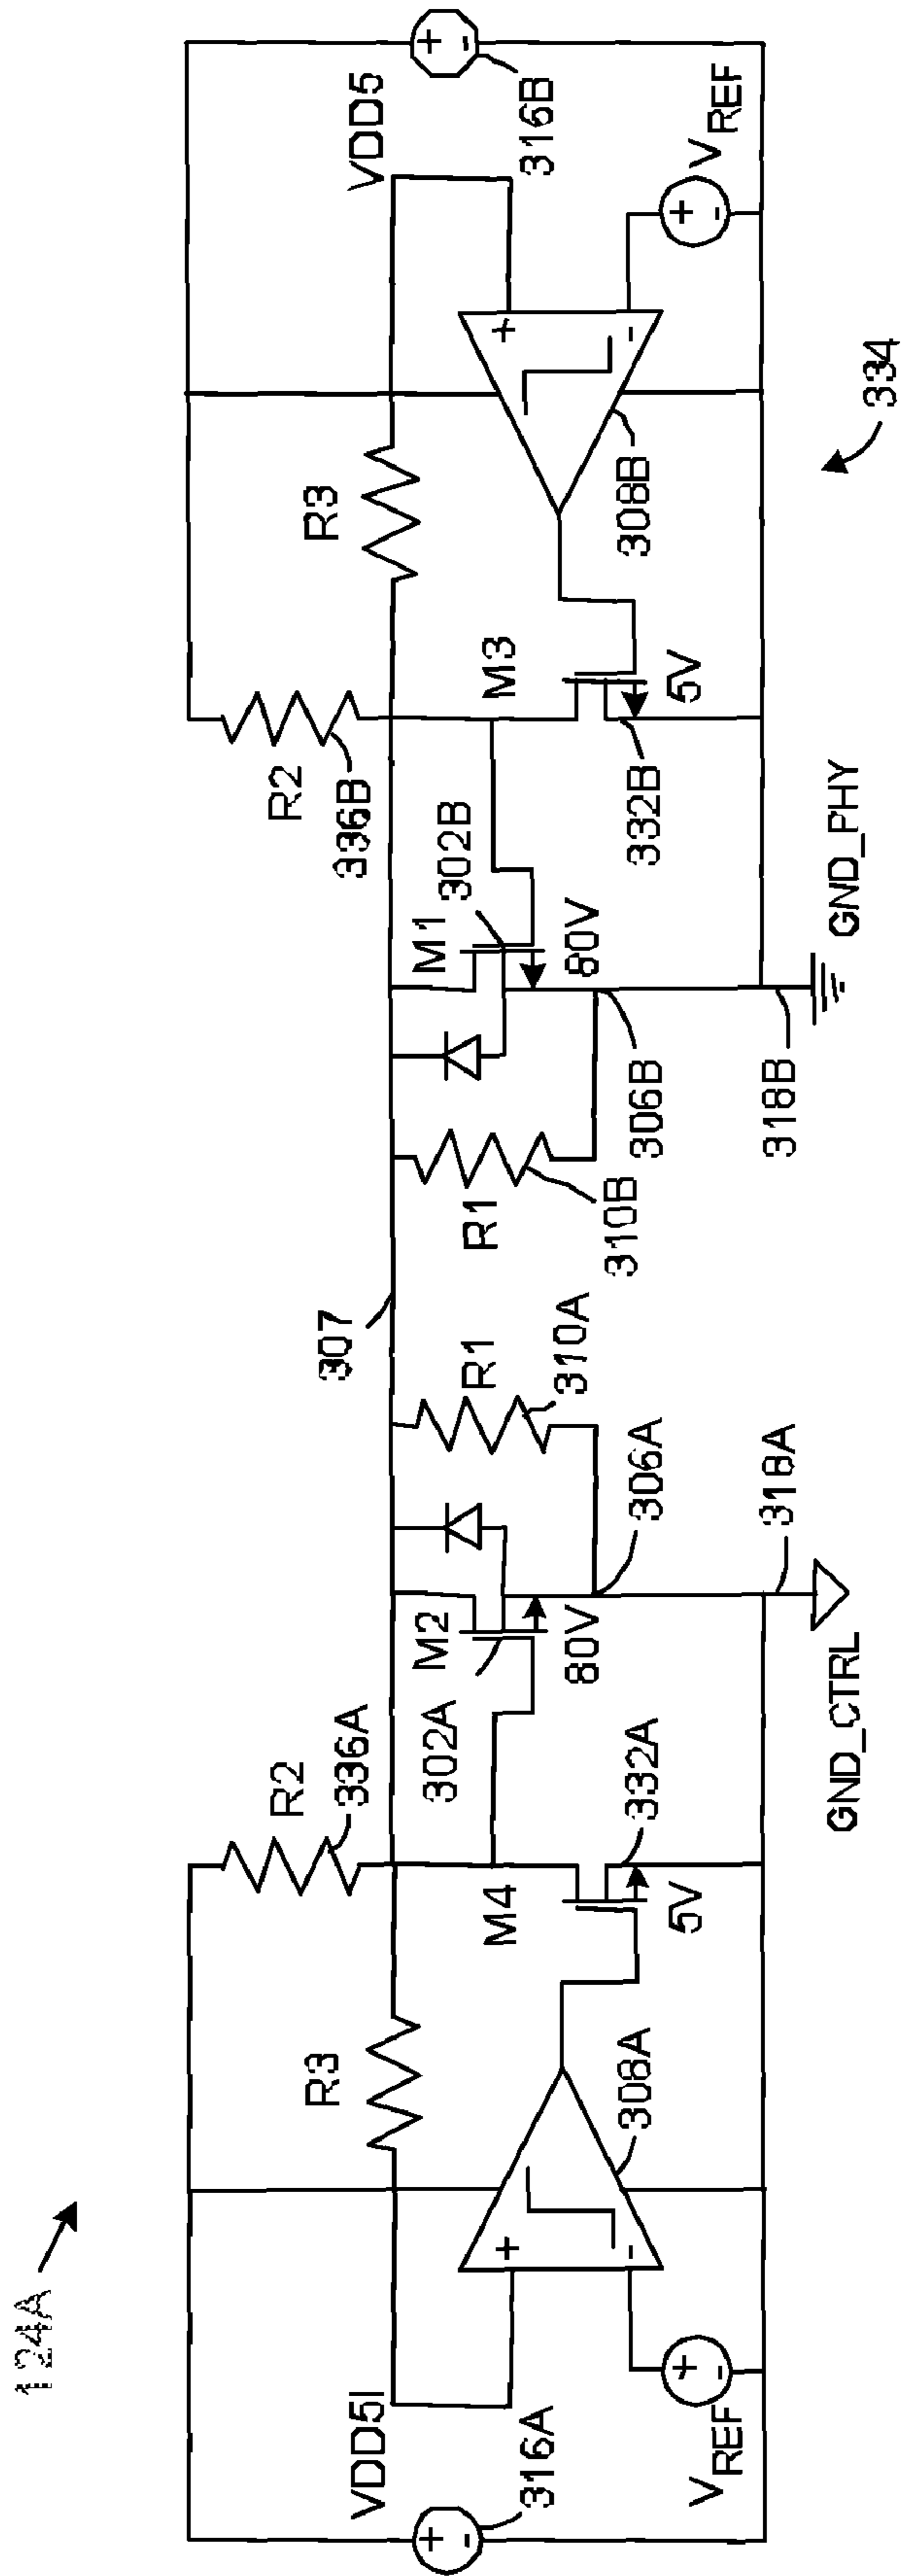 124A
VDD5I
316A
+
-
VREF
+
-
R3
+
-
308A
R2
336A
M4
332A
5V
302A
M2
80V
GND_CTRL
318A
306A
R1
310A
307
R1
310B
306B
318B
GND_PHY
M1
302B
80V
R2
336B
M3
332B
5V
R3
+
-
308B
334
VDD5
VREF
+
-
316B
+
-